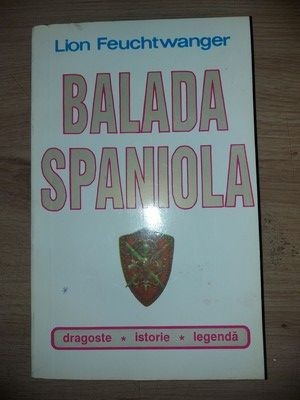 Lion Feuchtwanger
BALADA
SPANIOLA
dragoste * istorie * legendă